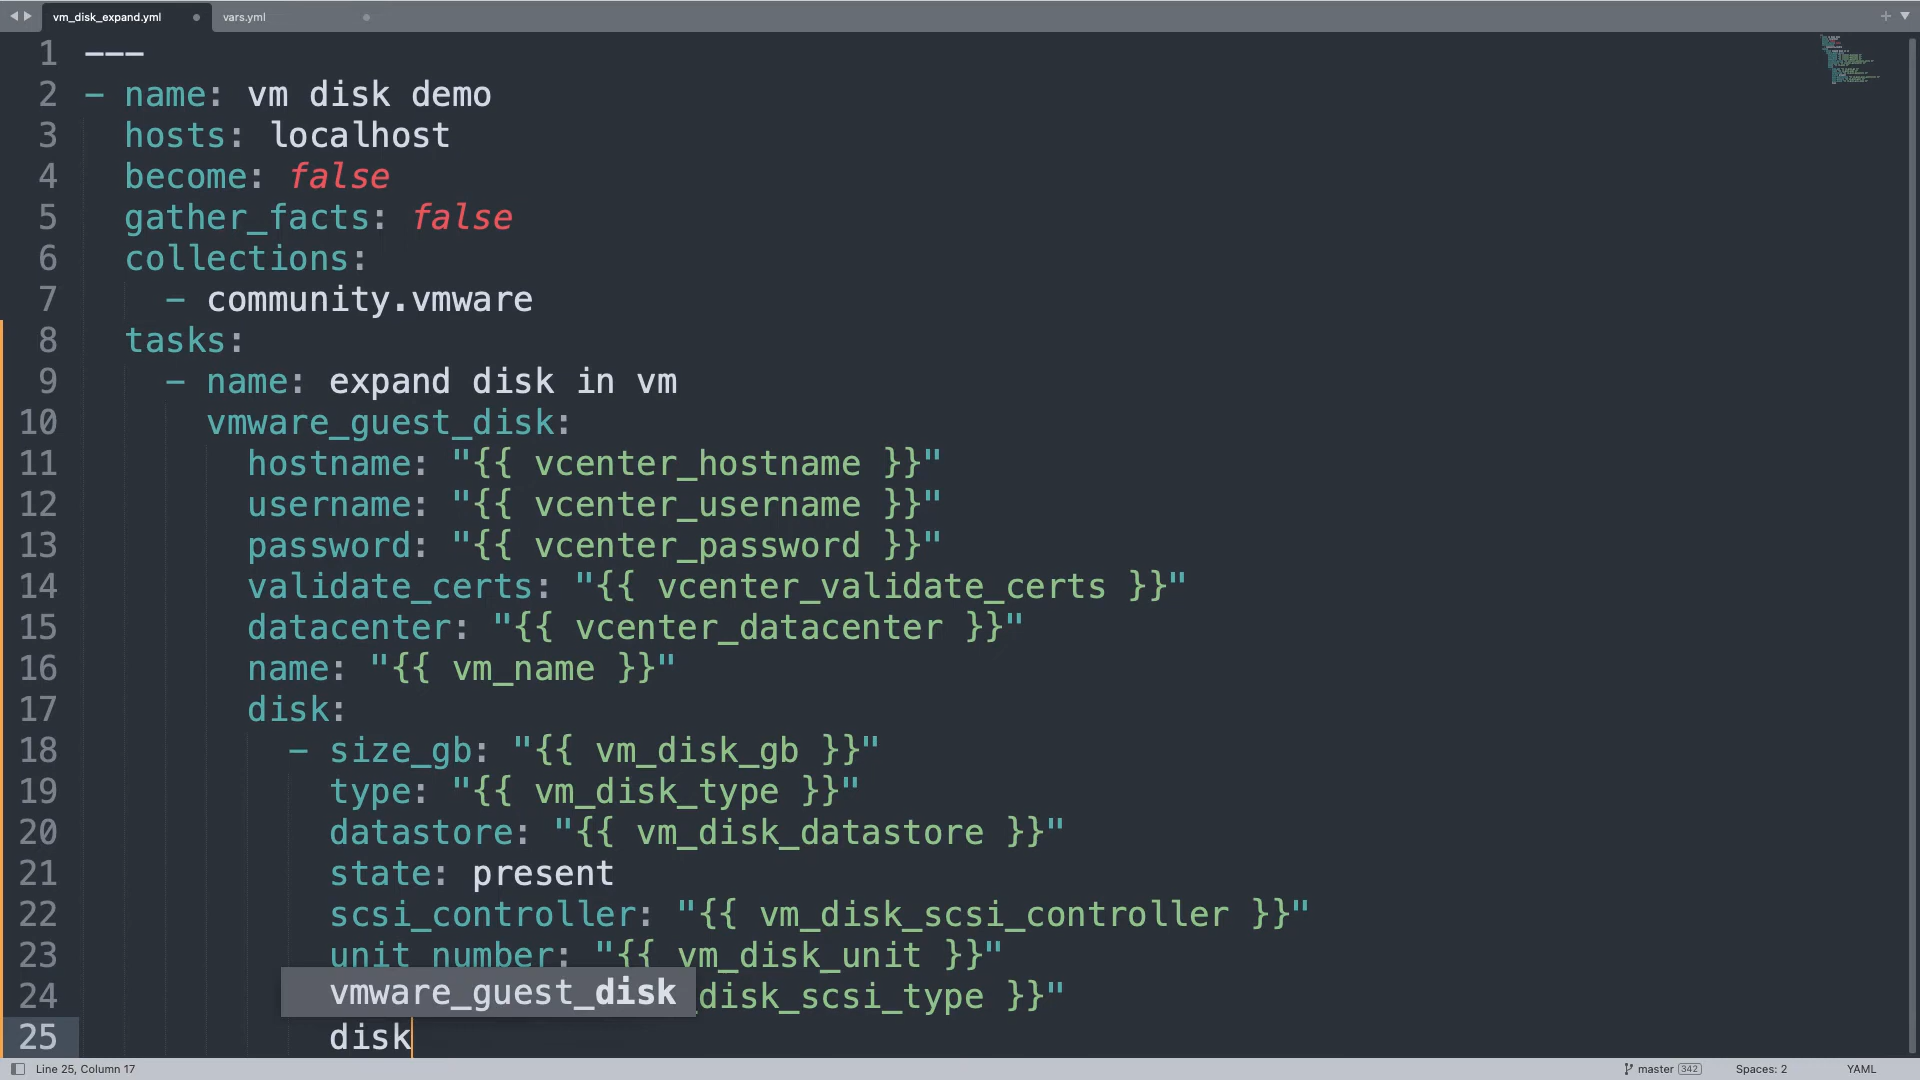 vm_disk_expand.yml
vars.yml
1 ---
2 - name: vm disk demo
3 hosts: localhost
4 become: false
5 gather_facts: false
6 collections:
7 - community.vmware
8 tasks:
9 - name: expand disk in vm
10 vmware_guest_disk:
11 hostname: "{{ vcenter_hostname }}"
12 username: "{{ vcenter_username }}"
13 password: "{{ vcenter_password }}"
14 validate_certs: "{{ vcenter_validate_certs }}"
15 datacenter: "{{ vcenter_datacenter }}"
16 name: "{{ vm_name }}"
17 disk:
18 - size_gb: "{{ vm_disk_gb }}"
19 type: "{{ vm_disk_type }}"
20 datastore: "{{ vm_disk_datastore }}"
21 state: present
22 scsi_controller: "{{ vm_disk_scsi_controller }}"
23 unit_number: "{{ vm_disk_unit }}"
vmware_guest_disk
24 disk_scsi_type }}"
25 disk
Line 25, Column 17
master 342
Spaces: 2
YAML